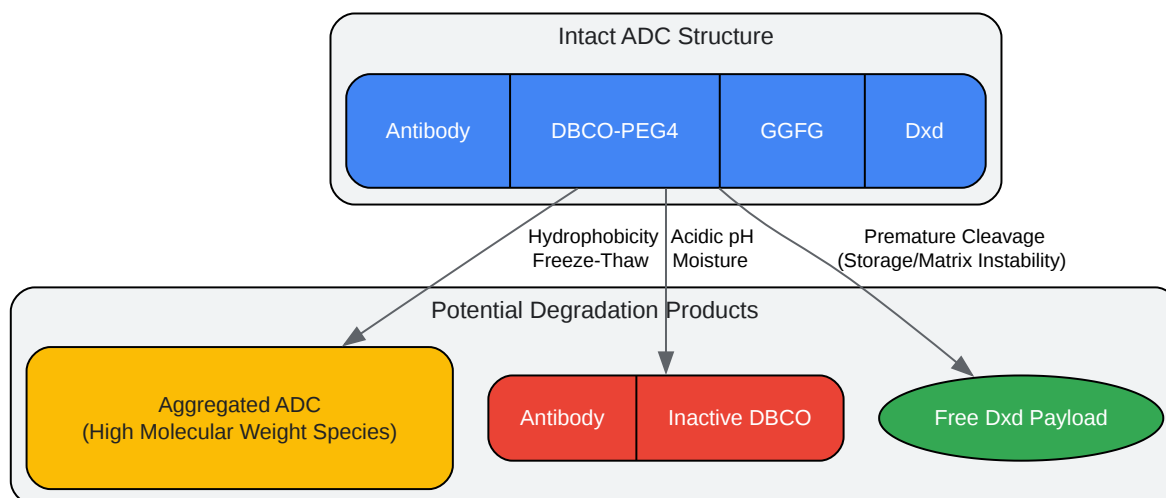 Intact ADC Structure
Antibody
DBCO-PEG4
GGFG
Dxd
Hydrophobicity
Freeze-Thaw
Acidic pH
Moisture
Premature Cleavage
(Storage/Matrix Instability)
Potential Degradation Products
Aggregated ADC
(High Molecular Weight Species)
Antibody
Inactive DBCO
Free Dxd Payload